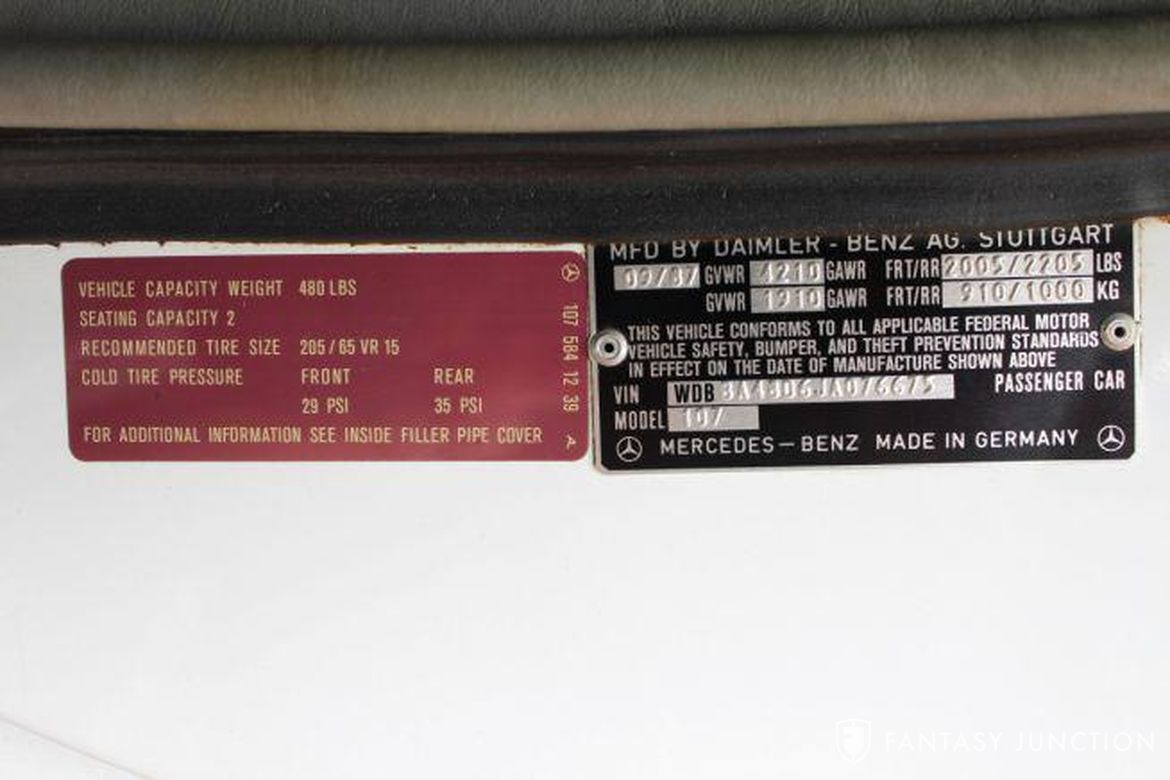 VEHICLE CAPACITY WEIGHT 480 LBS
SEATING CAPACITY 2
RECOMMENDED TIRE SIZE 205/65 VR 15
COLD TIRE PRESSURE FRONT REAR
29 PSI 35 PSI
FOR ADDITIONAL INFORMATION SEE INSIDE FILLER PIPE COVER
107 584 12 39 A
MFD BY DAIMLER - BENZ AG. STUTTGART
09/87 GVWR 4210 GAWR FRT/RR 2005/2205 LBS
GVWR 1910 GAWR FRT/RR 910/1000 KG
THIS VEHICLE CONFORMS TO ALL APPLICABLE FEDERAL MOTOR
VEHICLE SAFETY, BUMPER, AND THEFT PREVENTION STANDARDS
IN EFFECT ON THE DATE OF MANUFACTURE SHOWN ABOVE
VIN WDB PASSENGER CAR
MODEL 107
MERCEDES-BENZ MADE IN GERMANY
FANTASY JUNCTION